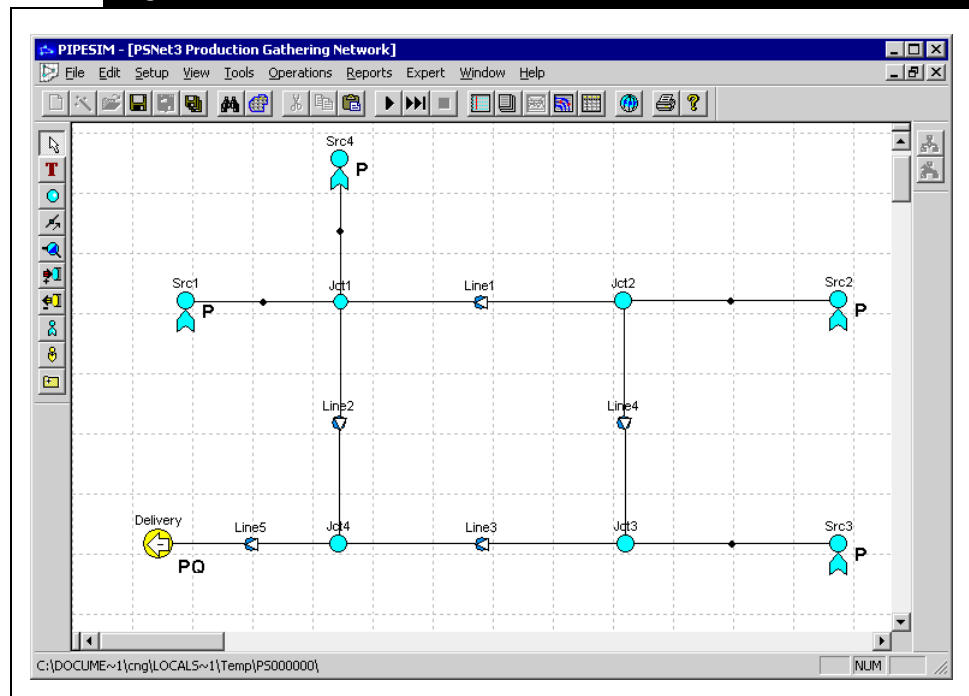 PIPESIM - [PSNet3 Production Gathering Network]
File Edit Setup View Tools Operations Reports Expert Window Help
T
Src4
P
Src1
P
Jct1
Line1
Jct2
Src2
P
Line2
Line4
Delivery
PQ
Line5
Jct4
Line3
Jct3
Src3
P
C:\DOCUME~1\cng\LOCALS~1\Temp\PS000000\
NUM